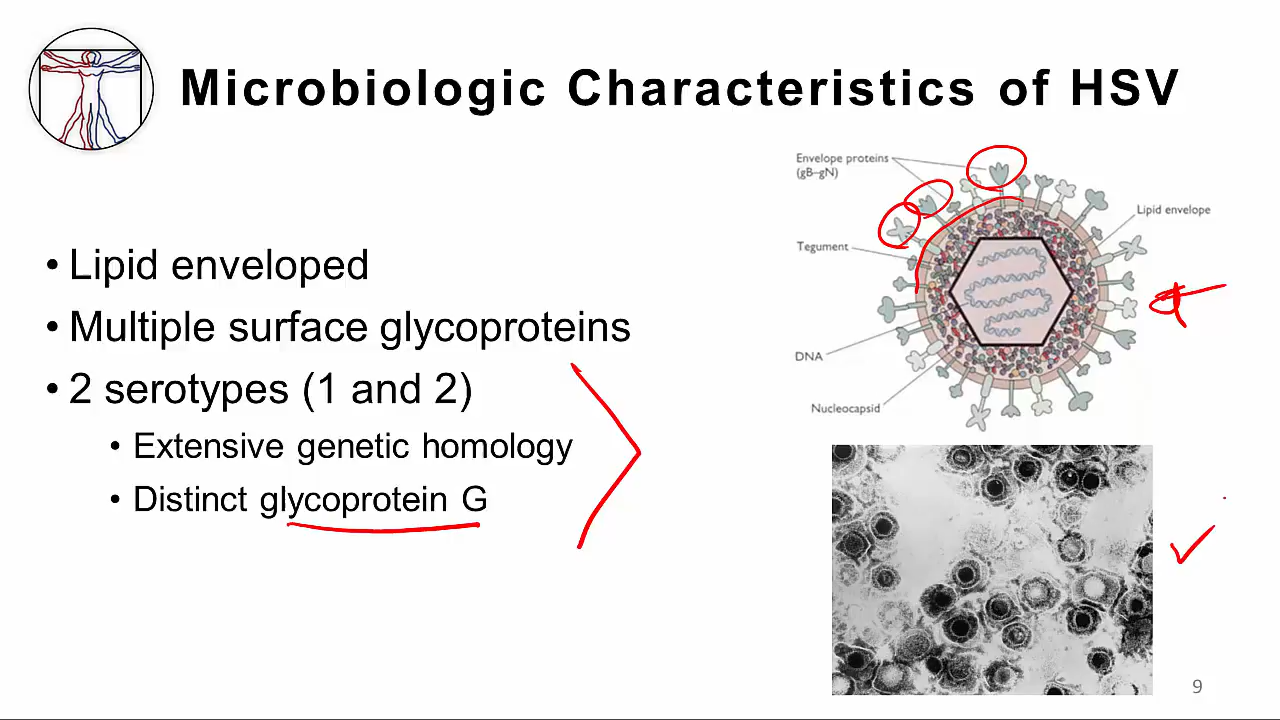 Microbiologic Characteristics of HSV
• Lipid enveloped
• Multiple surface glycoproteins
• 2 serotypes (1 and 2)
• Extensive genetic homology
• Distinct glycoprotein G
Envelope proteins
(gB–gN)
Lipid envelope
Tegument
DNA
Nucleocapsid
9